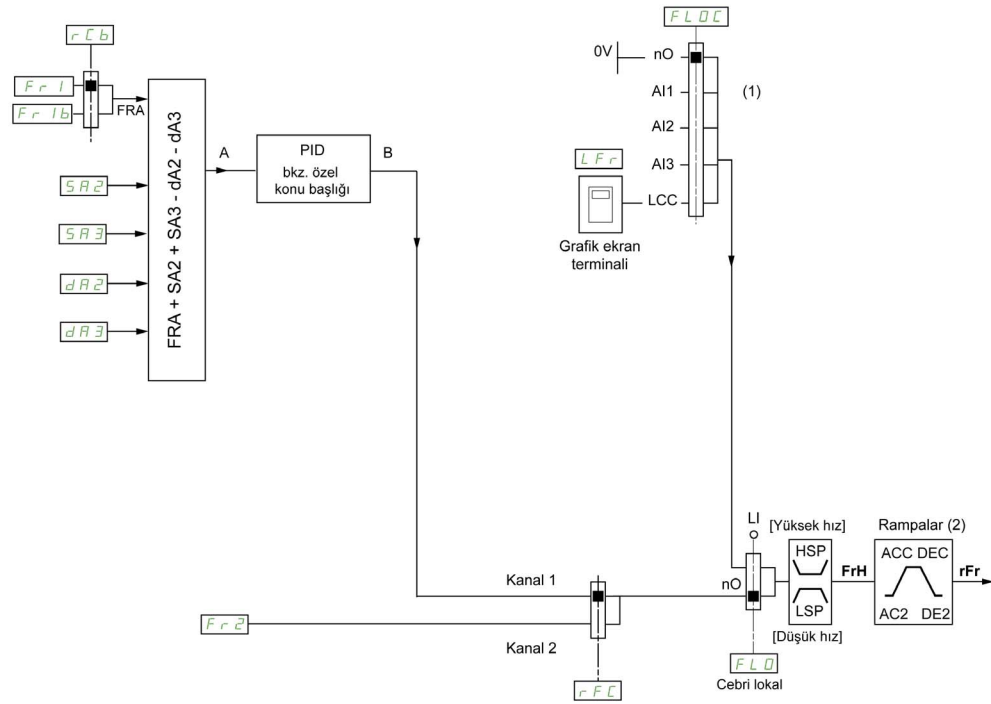 rCb
FLOC
0V
nO
Fr1
FRA
AI1
(1)
Fr1b
AI2
FRA + SA2 + SA3 - dA2 - dA3
A
PID
bkz. özel
konu başlığı
B
LFr
AI3
SA2
LCC
SA3
Grafik ekran
terminali
dA2
dA3
LI
[Yüksek hız]
Rampalar (2)
HSP
ACC DEC
Kanal 1
nO
FrH
rFr
LSP
AC2 DE2
Fr2
[Düşük hız]
Kanal 2
FLO
Cebri lokal
rFC